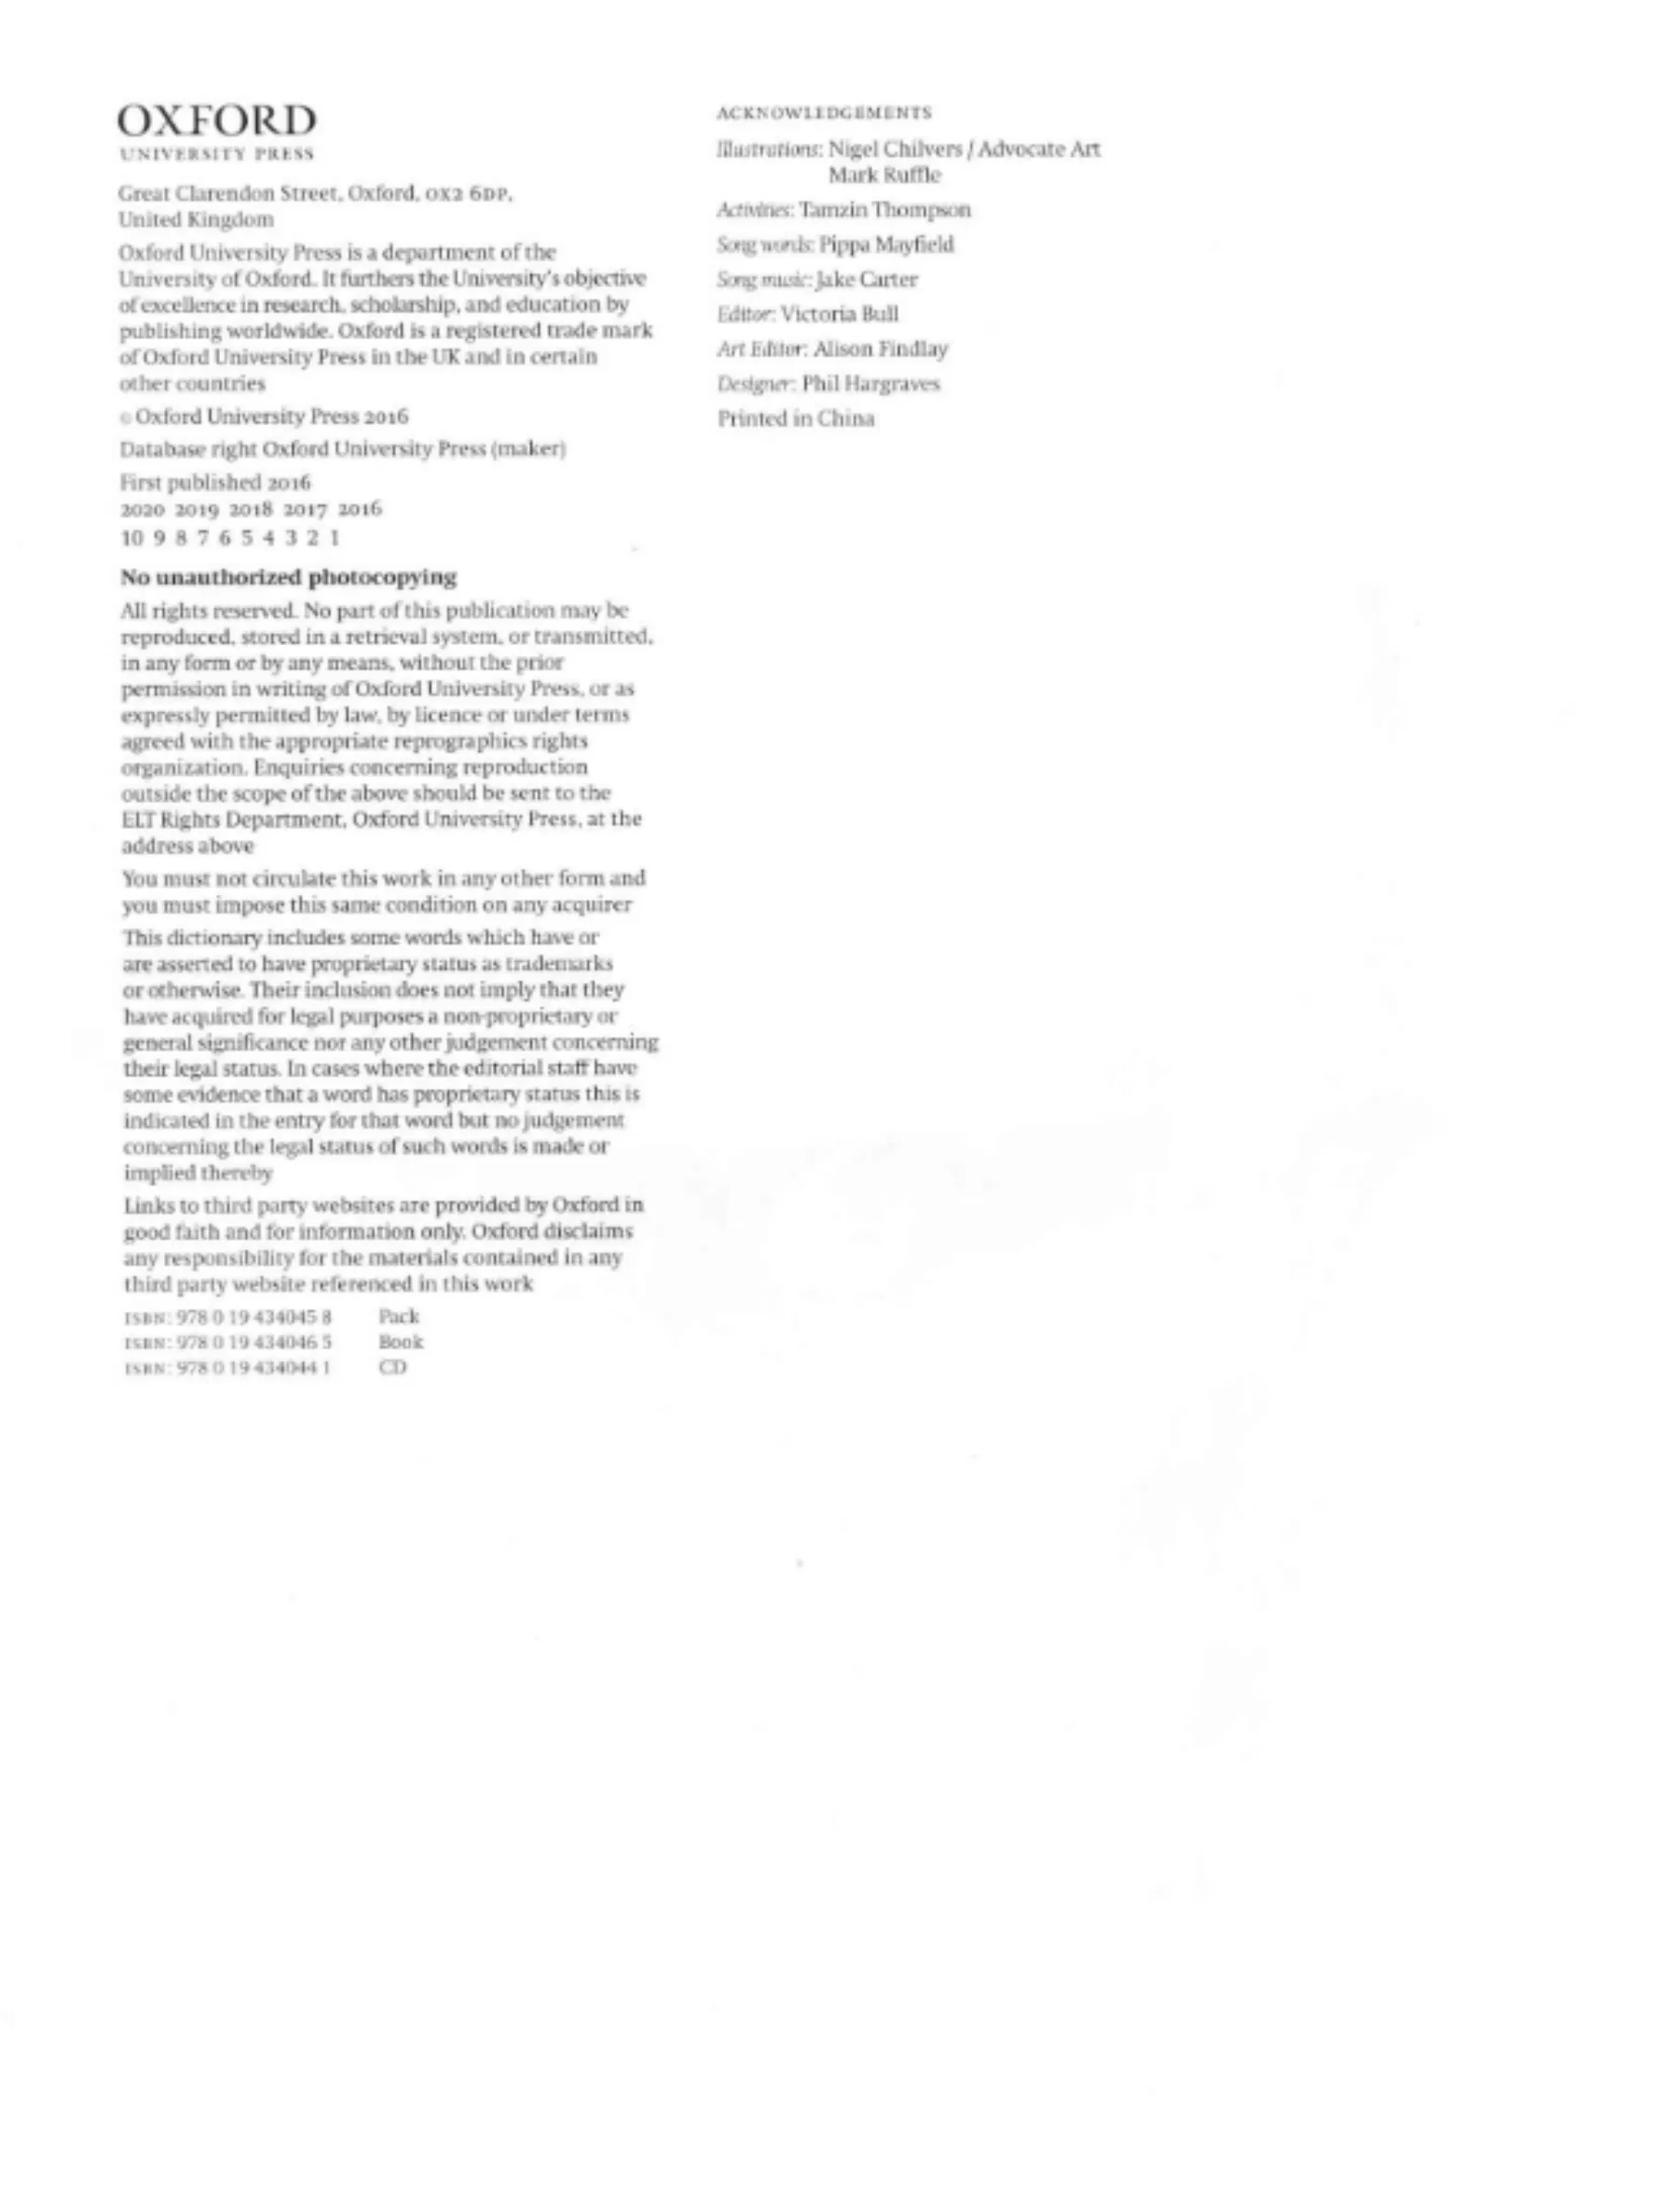 OXFORD
UNIVERSITY PRESS
Great Clarendon Street, Oxford, OX2 6DP,
United Kingdom
Oxford University Press is a department of the
University of Oxford. It furthers the University's objective
of excellence in research, scholarship, and education by
publishing worldwide. Oxford is a registered trade mark
of Oxford University Press in the UK and in certain
other countries
© Oxford University Press 2016
Database right Oxford University Press (maker)
First published 2016
2020 2019 2018 2017 2016
10 9 8 7 6 5 4 3 2 1
No unauthorized photocopying
All rights reserved. No part of this publication may be
reproduced, stored in a retrieval system, or transmitted,
in any form or by any means, without the prior
permission in writing of Oxford University Press, or as
expressly permitted by law, by licence or under terms
agreed with the appropriate reprographics rights
organization. Enquiries concerning reproduction
outside the scope of the above should be sent to the
ELT Rights Department, Oxford University Press, at the
address above
You must not circulate this work in any other form and
you must impose this same condition on any acquirer
This dictionary includes some words which have or
are asserted to have proprietary status as trademarks
or otherwise. Their inclusion does not imply that they
have acquired for legal purposes a non-proprietary or
general significance nor any other judgement concerning
their legal status. In cases where the editorial staff have
some evidence that a word has proprietary status this is
indicated in the entry for that word but no judgement
concerning the legal status of such words is made or
implied thereby
Links to third party websites are provided by Oxford in
good faith and for information only. Oxford disclaims
any responsibility for the materials contained in any
third party website referenced in this work
ISBN: 978 0 19 434045 8 Pack
ISBN: 978 0 19 434046 5 Book
ISBN: 978 0 19 434044 1 CD
ACKNOWLEDGEMENTS
Illustrations: Nigel Chilvers / Advocate Art
Mark Ruffle
Activities: Tamzin Thompson
Song words: Pippa Mayfield
Song music: Jake Carter
Editor: Victoria Bull
Art Editor: Alison Findlay
Designer: Phil Hargraves
Printed in China